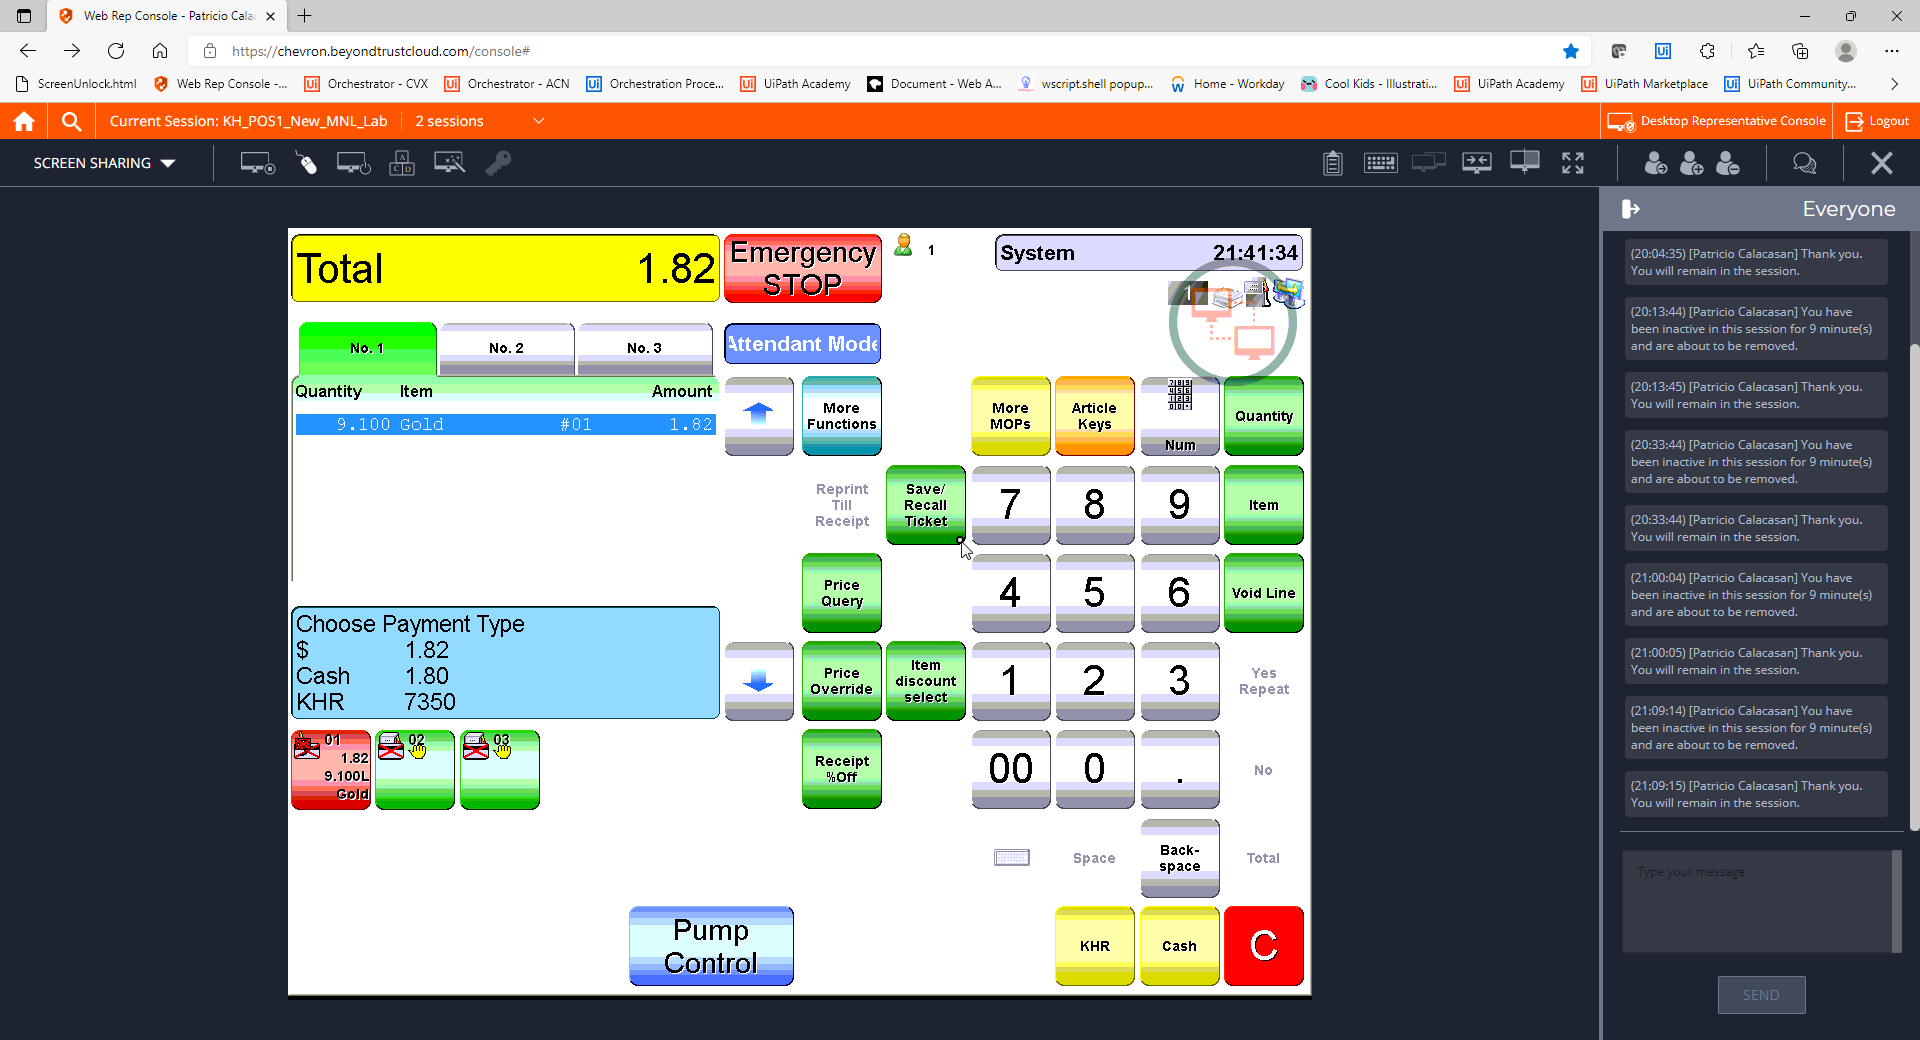 Web Rep Console - Patricio Cala
https://chevron.beyondtrustcloud.com/console#
ScreenUnlock.html
Web Rep Console -...
Orchestrator - CVX
Orchestrator - ACN
Orchestration Proce...
UiPath Academy
Document - Web A...
wscript.shell popup...
Home - Workday
Cool Kids - Illustrati...
UiPath Academy
UiPath Marketplace
UiPath Community...
Current Session: KH_POS1_New_MNL_Lab
2 sessions
Desktop Representative Console
Logout
SCREEN SHARING
Everyone
(20:04:35) [Patricio Calacasan] Thank you.
You will remain in the session.
(20:13:44) [Patricio Calacasan] You have
been inactive in this session for 9 minute(s)
and are about to be removed.
(20:13:45) [Patricio Calacasan] Thank you.
You will remain in the session.
(20:33:44) [Patricio Calacasan] You have
been inactive in this session for 9 minute(s)
and are about to be removed.
(20:33:44) [Patricio Calacasan] Thank you.
You will remain in the session.
(21:00:04) [Patricio Calacasan] You have
been inactive in this session for 9 minute(s)
and are about to be removed.
(21:00:05) [Patricio Calacasan] Thank you.
You will remain in the session.
(21:09:14) [Patricio Calacasan] You have
been inactive in this session for 9 minute(s)
and are about to be removed.
(21:09:15) [Patricio Calacasan] Thank you.
You will remain in the session.
Type your message
SEND
Total 1.82
Emergency
STOP
1
System 21:41:34
1
No. 1
No. 2
No. 3
Attendant Mode
Quantity Item Amount
9.100 Gold #01 1.82
More
Functions
More
MOPs
Article
Keys
Num
Quantity
Reprint
Till
Receipt
Save/
Recall
Ticket
7
8
9
Item
Price
Query
4
5
6
Void Line
Choose Payment Type
$ 1.82
Cash 1.80
KHR 7350
Price
Override
Item
discount
select
1
2
3
Yes
Repeat
01
1.82
9.100L
Gold
02
03
Receipt
%Off
00
0
.
No
Space
Back-
space
Total
Pump
Control
KHR
Cash
C